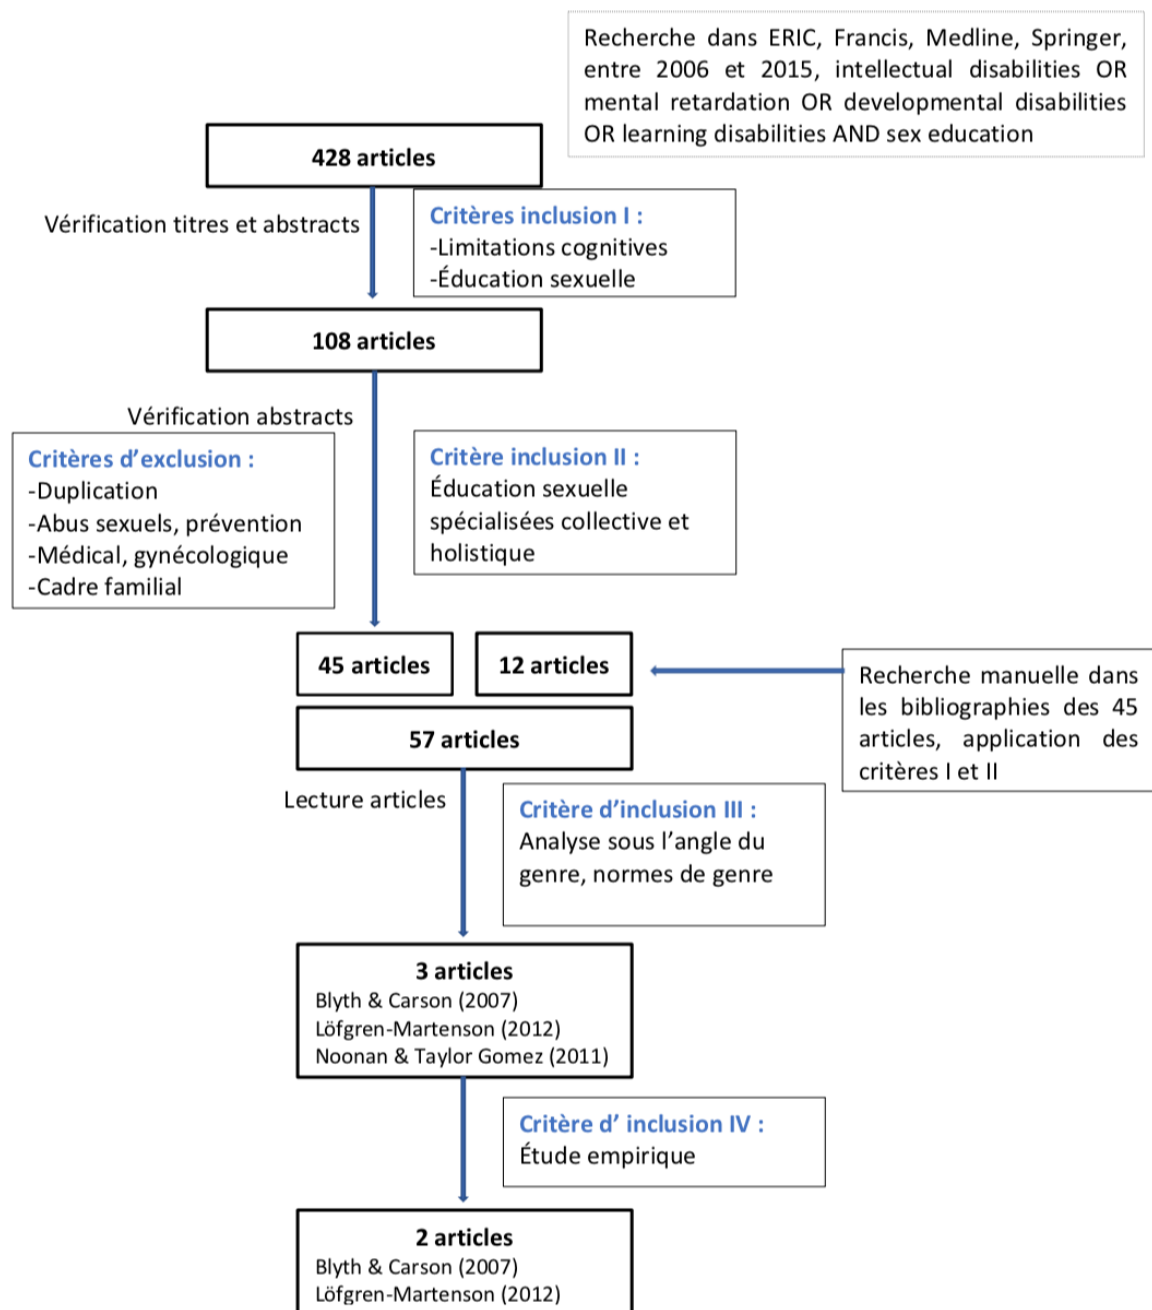 Recherche dans ERIC, Francis, Medline, Springer,
entre 2006 et 2015, intellectual disabilities OR
mental retardation OR developmental disabilities
OR learning disabilities AND sex education
428 articles
Vérification titres et abstracts
Critères inclusion I :
-Limitations cognitives
-Éducation sexuelle
108 articles
Vérification abstracts
Critères d’exclusion :
-Duplication
-Abus sexuels, prévention
-Médical, gynécologique
-Cadre familial
Critère inclusion II :
Éducation sexuelle
spécialisées collective et
holistique
45 articles
12 articles
Recherche manuelle dans
les bibliographies des 45
articles, application des
critères I et II
57 articles
Lecture articles
Critère d’inclusion III :
Analyse sous l’angle du
genre, normes de genre
3 articles
Blyth & Carson (2007)
Löfgren-Martenson (2012)
Noonan & Taylor Gomez (2011)
Critère d’ inclusion IV :
Étude empirique
2 articles
Blyth & Carson (2007)
Löfgren-Martenson (2012)